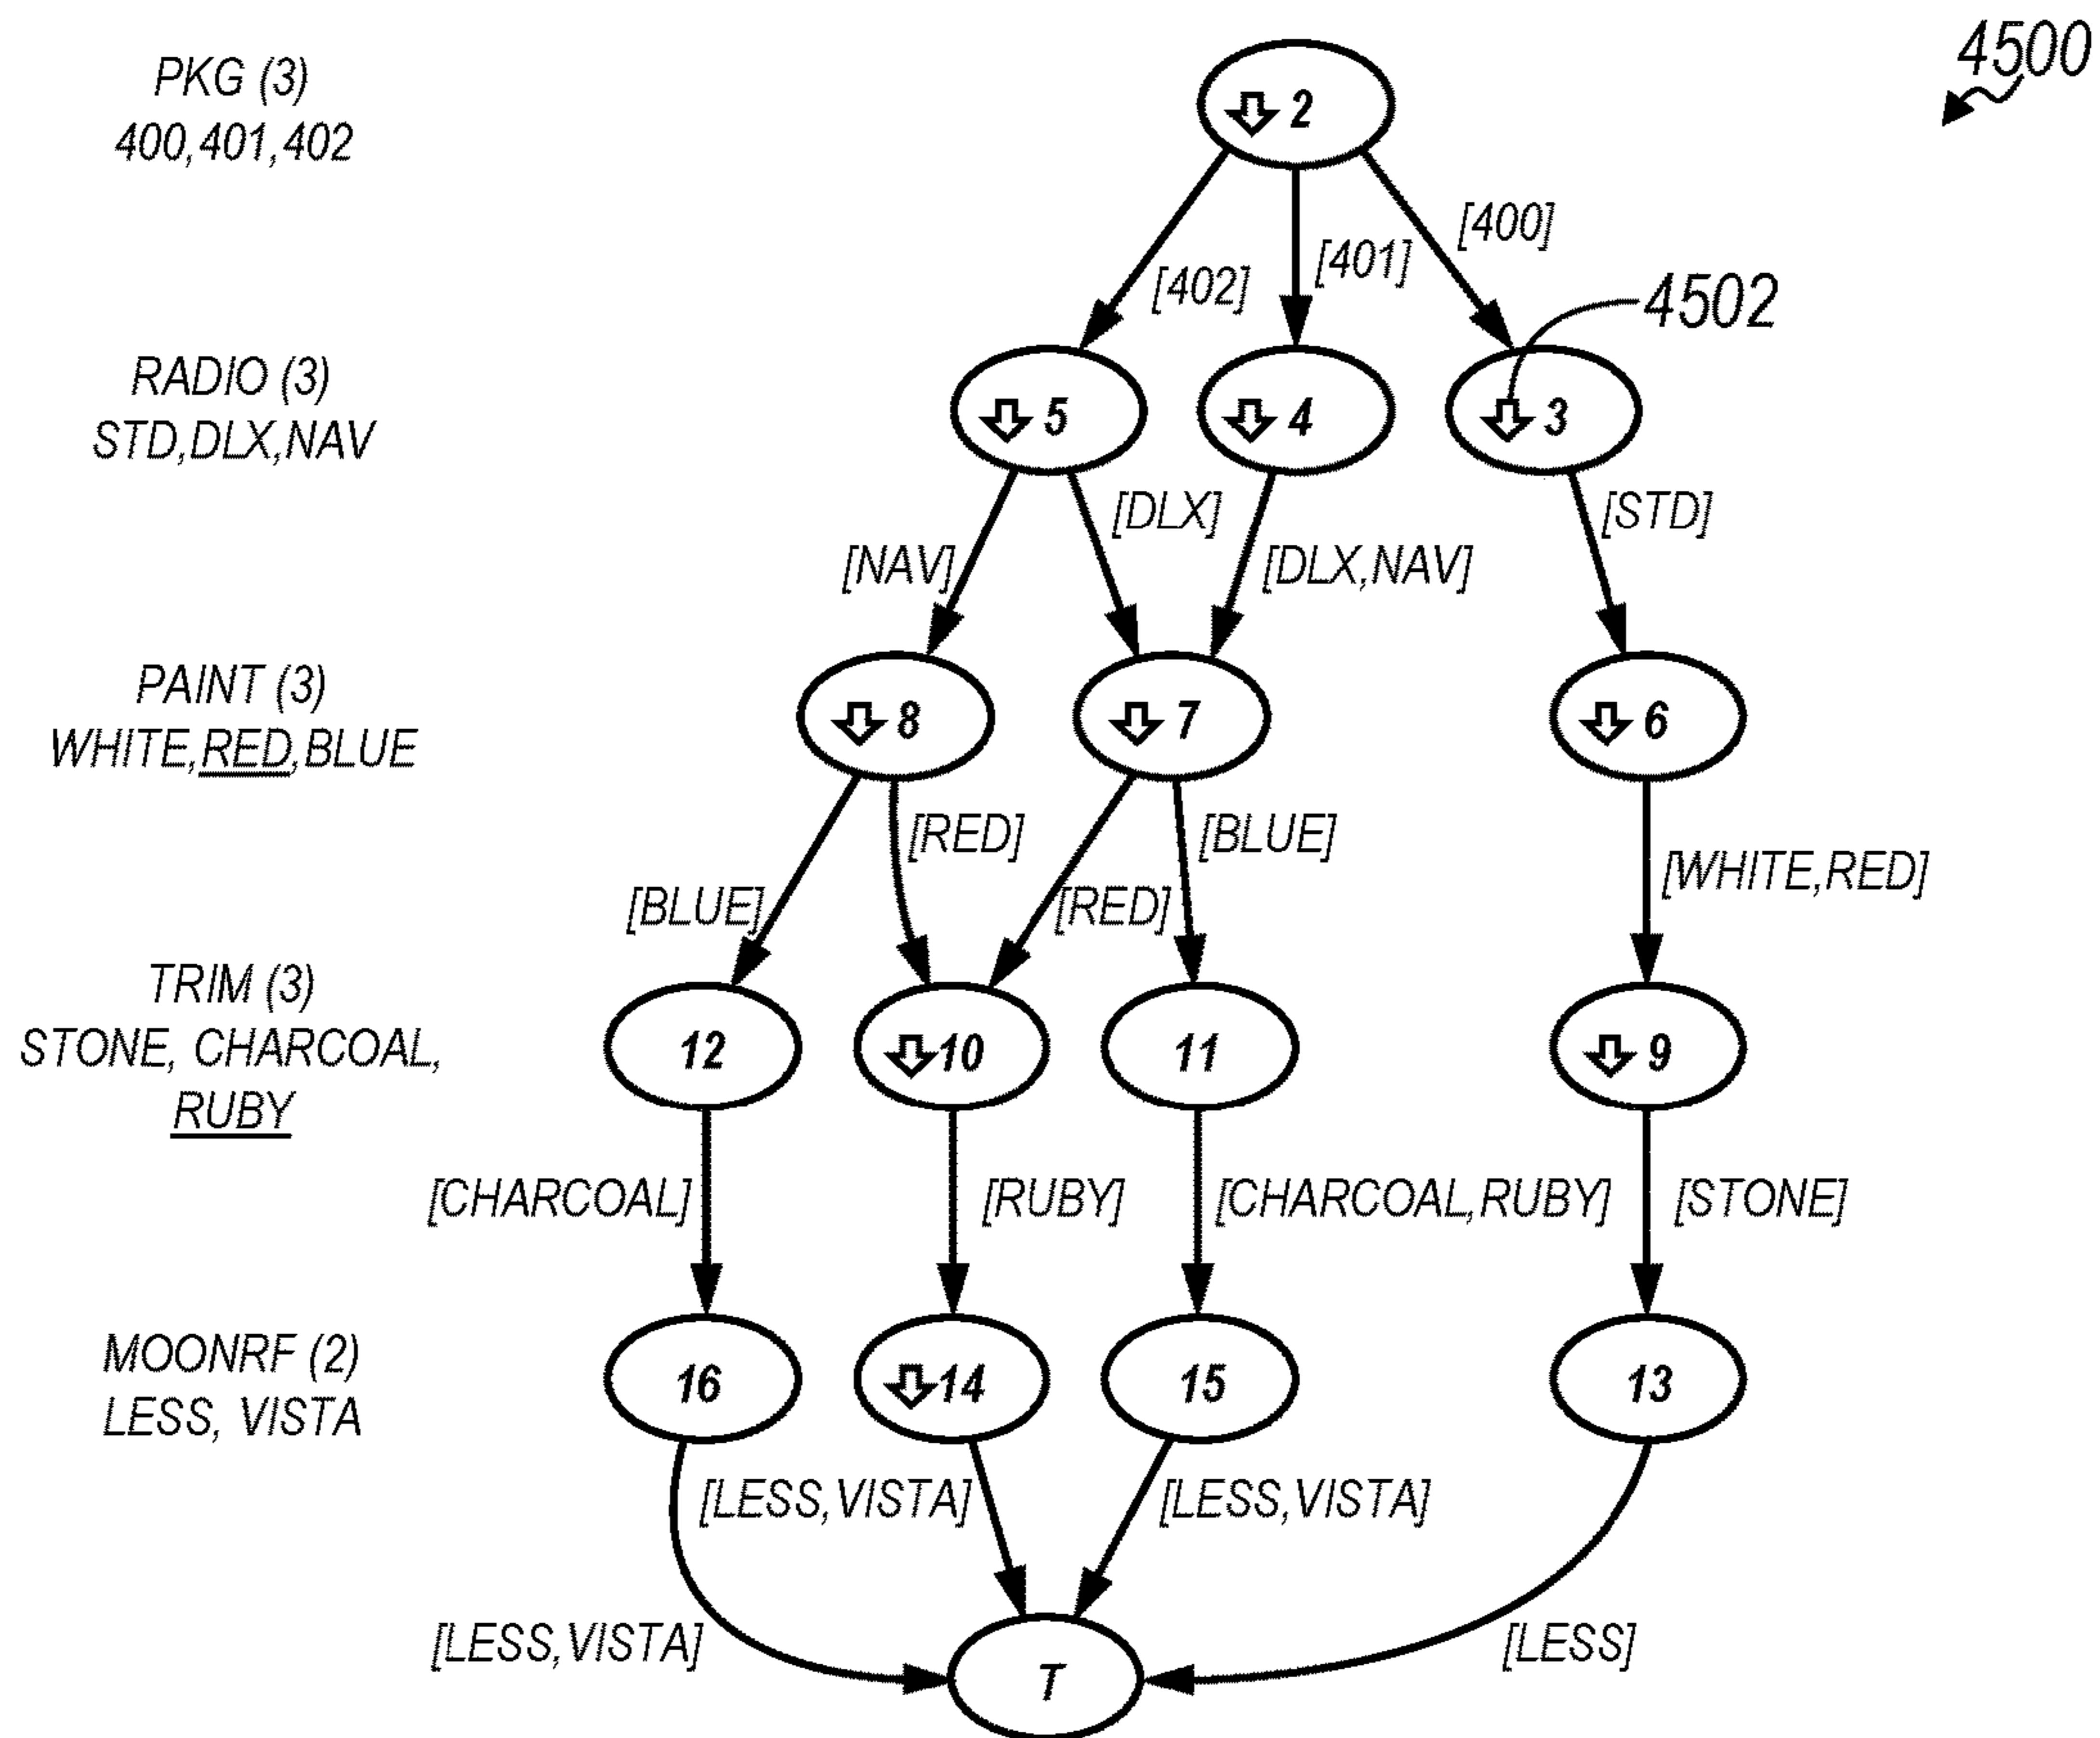 4500
PKG (3)
400,401,402
2
[402]
[401]
[400]
4502
RADIO (3)
STD,DLX,NAV
5
4
3
[NAV]
[DLX]
[DLX,NAV]
[STD]
PAINT (3)
WHITE,RED,BLUE
8
7
6
[BLUE]
[RED]
[RED]
[BLUE]
[WHITE,RED]
TRIM (3)
STONE, CHARCOAL,
RUBY
12
10
11
9
[CHARCOAL]
[RUBY]
[CHARCOAL,RUBY]
[STONE]
MOONRF (2)
LESS, VISTA
16
14
15
13
[LESS,VISTA]
[LESS,VISTA]
[LESS,VISTA]
[LESS]
T